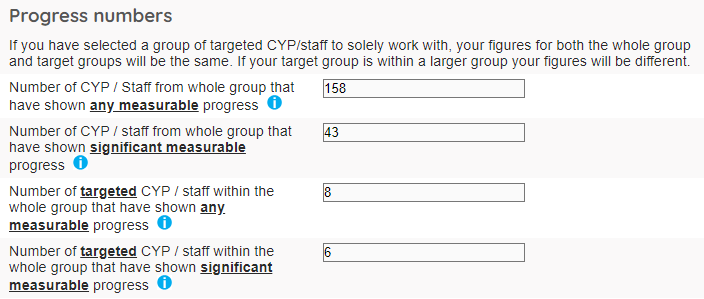 Progress numbers
If you have selected a group of targeted CYP/staff to solely work with, your figures for both the whole group
and target groups will be the same. If your target group is within a larger group your figures will be different.
Number of CYP / Staff from whole group that
have shown any measurable progress i
158
Number of CYP / staff from whole group that
have shown significant measurable
progress i
43
Number of targeted CYP / staff within the
whole group that have shown any
measurable progress i
8
Number of targeted CYP / staff within the
whole group that have shown significant
measurable progress i
6